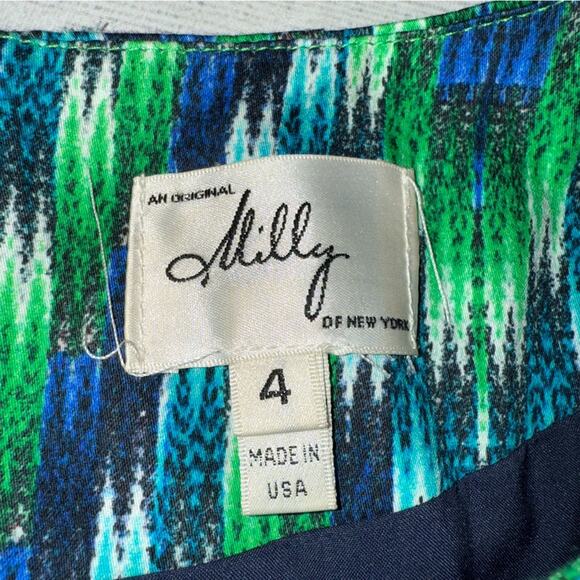 AN ORIGINAL
Milly
OF NEW YORK
4
MADE IN
USA